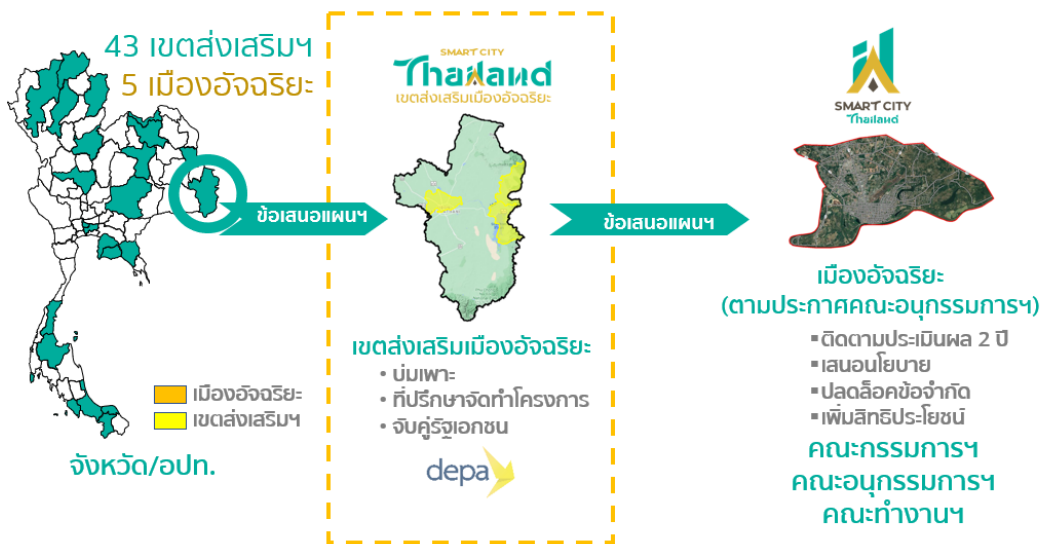 43 เขตส่งเสริมฯ
5 เมืองอัจฉริยะ
ข้อเสนอแผนฯ
เมืองอัจฉริยะ
เขตส่งเสริมฯ
จังหวัด/อปท.
SMART CITY
Thailand
เขตส่งเสริมเมืองอัจฉริยะ
เขตส่งเสริมเมืองอัจฉริยะ
• บ่มเพาะ
• ที่ปรึกษาจัดทำโครงการ
• จับคู่รัฐเอกชน
depa
ข้อเสนอแผนฯ
SMART CITY
Thailand
เมืองอัจฉริยะ
(ตามประกาศคณะอนุกรรมการฯ)
▪ติดตามประเมินผล 2 ปี
▪เสนอนโยบาย
▪ปลดล็อคข้อจำกัด
▪เพิ่มสิทธิประโยชน์
คณะกรรมการฯ
คณะอนุกรรมการฯ
คณะทำงานฯ